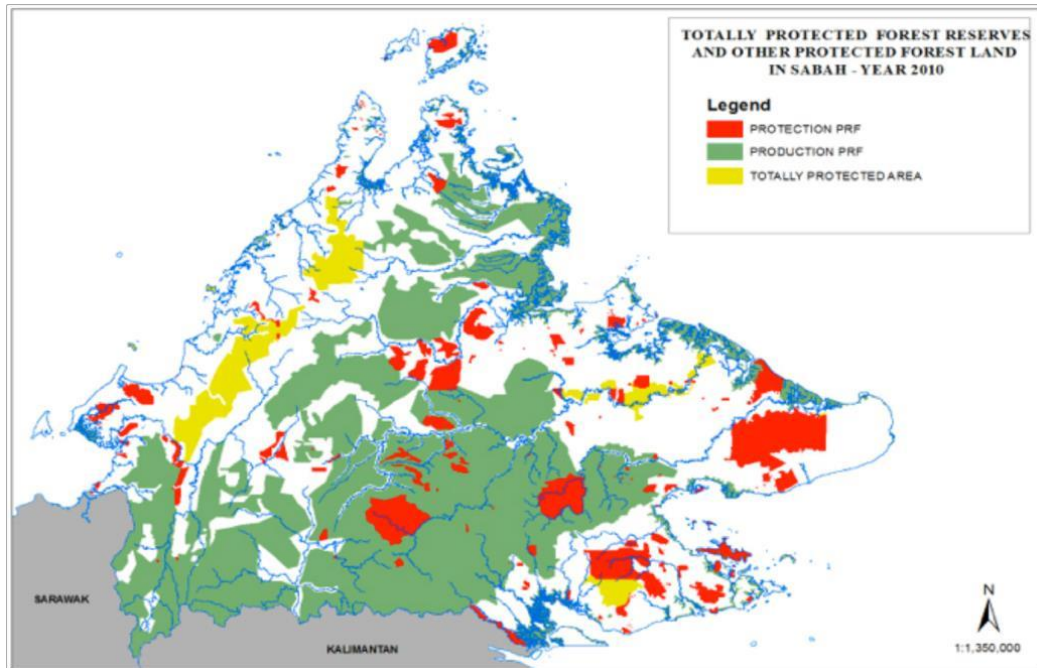 TOTALLY PROTECTED FOREST RESERVES
AND OTHER PROTECTED FOREST LAND
IN SABAH - YEAR 2010
Legend
PROTECTION PRF
PRODUCTION PRF
TOTALLY PROTECTED AREA
SARAWAK
KALIMANTAN
N
1:1,350,000